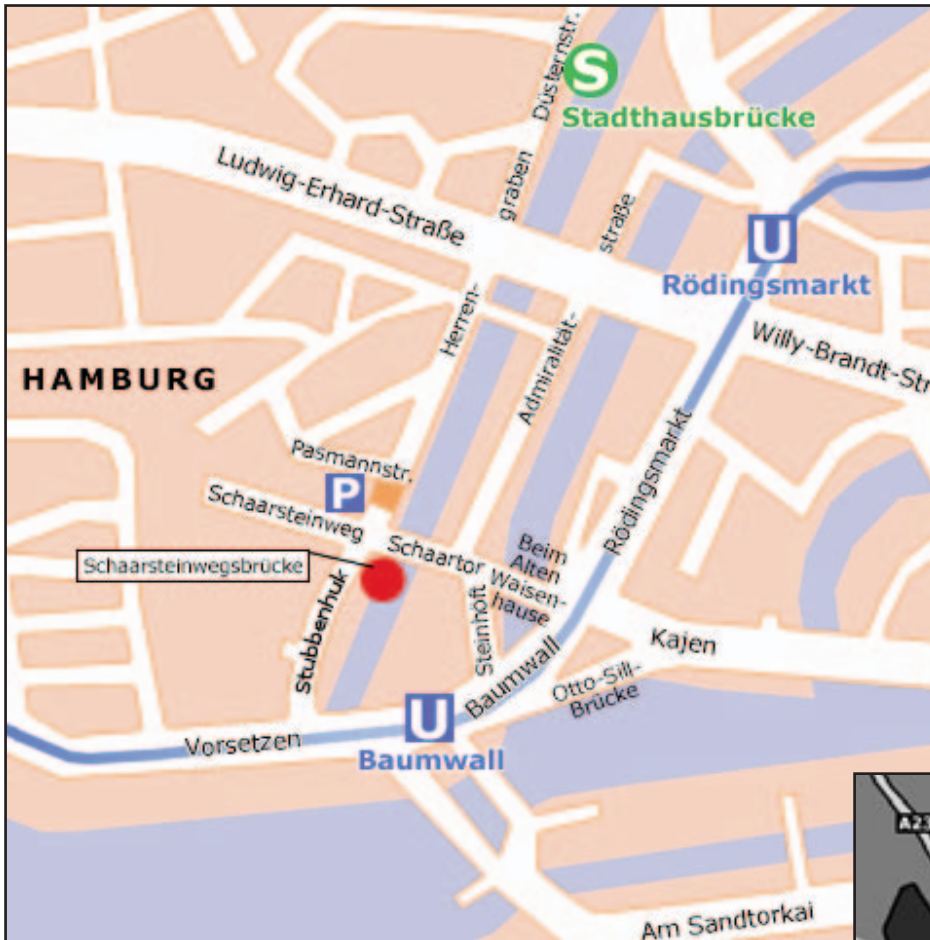 Düsternstr.
S
Stadthausbrücke
Ludwig-Erhard-Straße
graben
straße
U
Rödingsmarkt
Herren-
Admiralität-
Willy-Brandt-Str
HAMBURG
Pasmannstr.
P
Schaarsteinweg
Rödingsmarkt
Schaarsteinwegsbrücke
Schaartor
Beim
Alten
Waisen-
hause
Stubbenhuk
Steinhöft
Kajen
Baumwall
Otto-Sill-
Brücke
U
Vorsetzen
Baumwall
A23
Am Sandtorkai